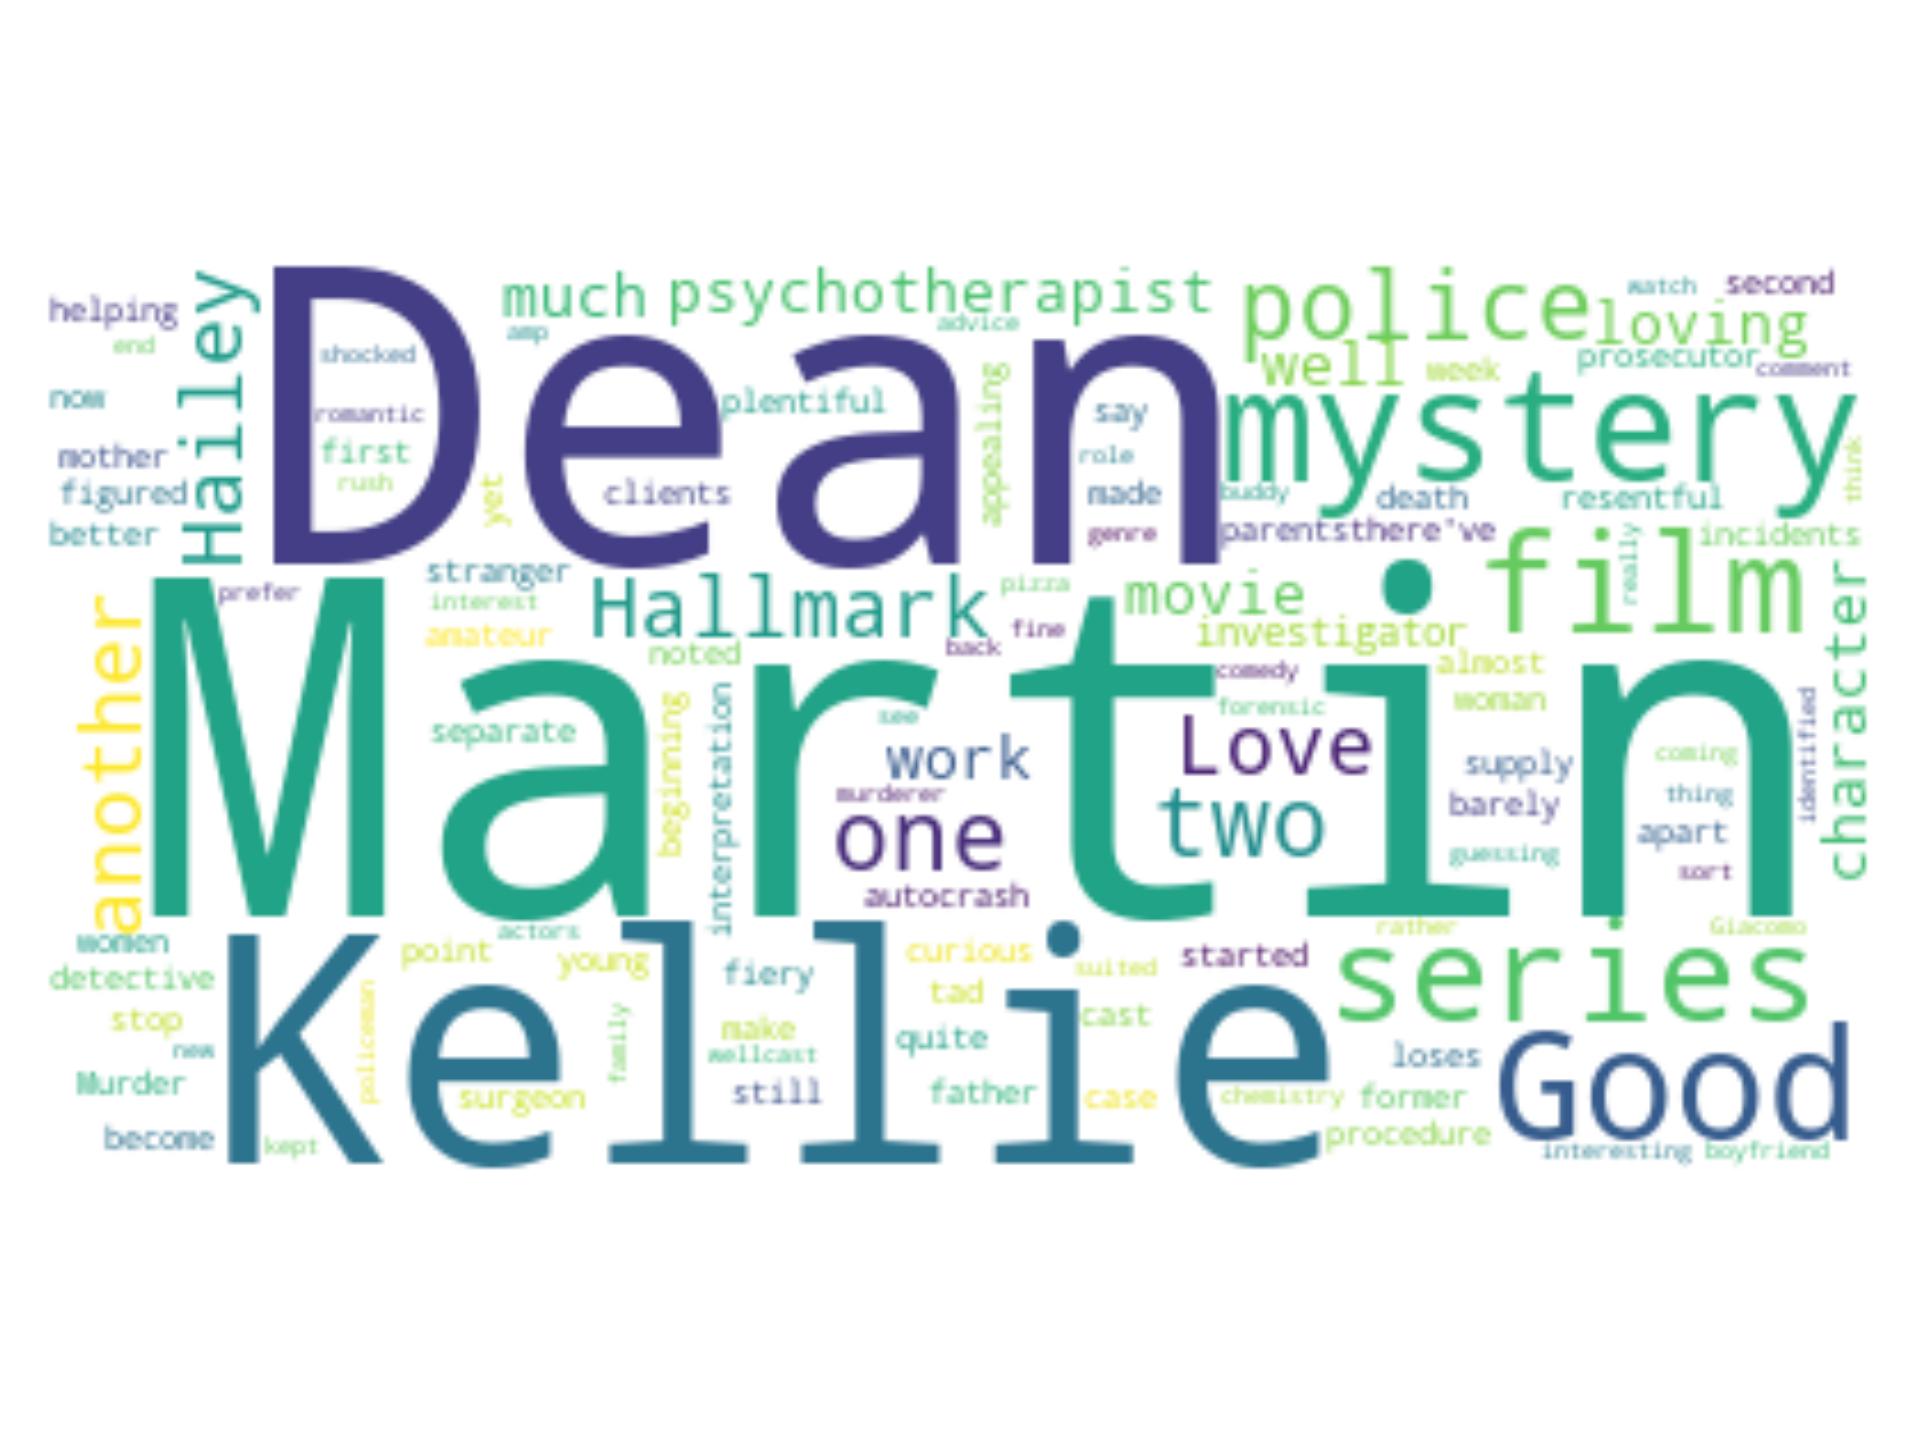 helping
end
now
mother
figured
better
Hailey
Dean
shocked
romantic
first
rush
yet
much
psychotherapist
amp
advice
plentiful
clients
appealing
say
role
made
genre
police
loving
watch
second
well
week
prosecutor
comment
mystery
think
buddy
death
resentful
parentsthere've
incidents
really
film
another
Martin
prefer
stranger
interest
amateur
Hallmark
noted
back
fine
pizza
movie
investigator
comedy
forensic
almost
woman
character
separate
beginning
interpretation
see
work
murderer
one
autocrash
Love
two
supply
barely
guessing
coming
thing
apart
sort
identified
women
detective
stop
new
Murder
become
Kellie
kept
policeman
point
actors
young
surgeon
family
fiery
make
wellcast
still
curious
tad
quite
father
suited
cast
case
started
chemistry
rather
Giacomo
series
loses
former
procedure
Good
interesting
boyfriend